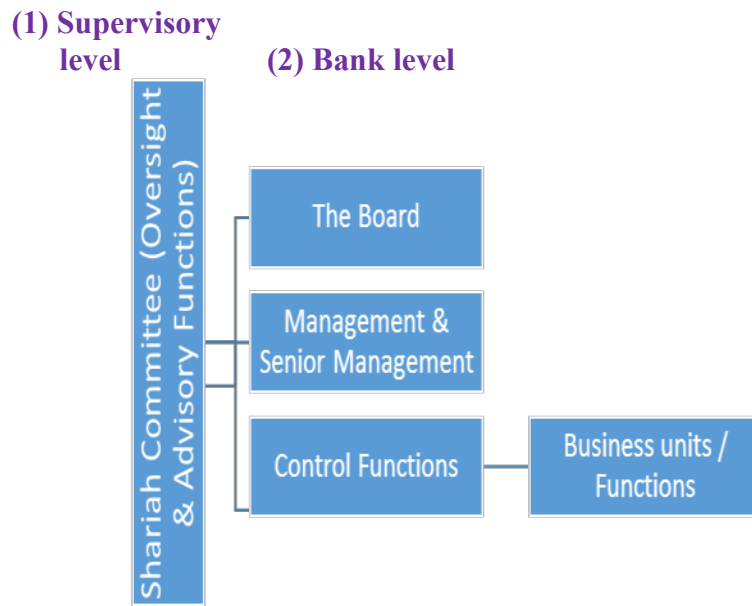 (1) Supervisory
level
(2) Bank level
Shariah Committee (Oversight
& Advisory Functions)
The Board
Management &
Senior Management
Control Functions
Business units /
Functions